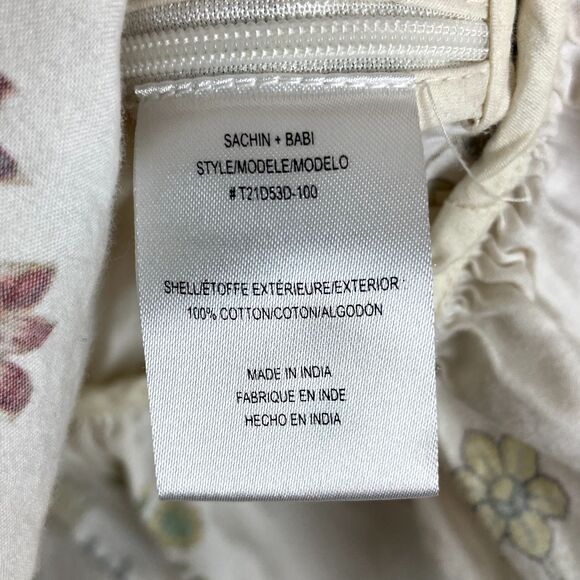 SACHIN + BABI
STYLE/MODELE/MODELO
# T21D53D-100
SHELL/ÉTOFFE EXTÉRIEURE/EXTERIOR
100% COTTON/COTON/ALGODÓN
MADE IN INDIA
FABRIQUE EN INDE
HECHO EN INDIA